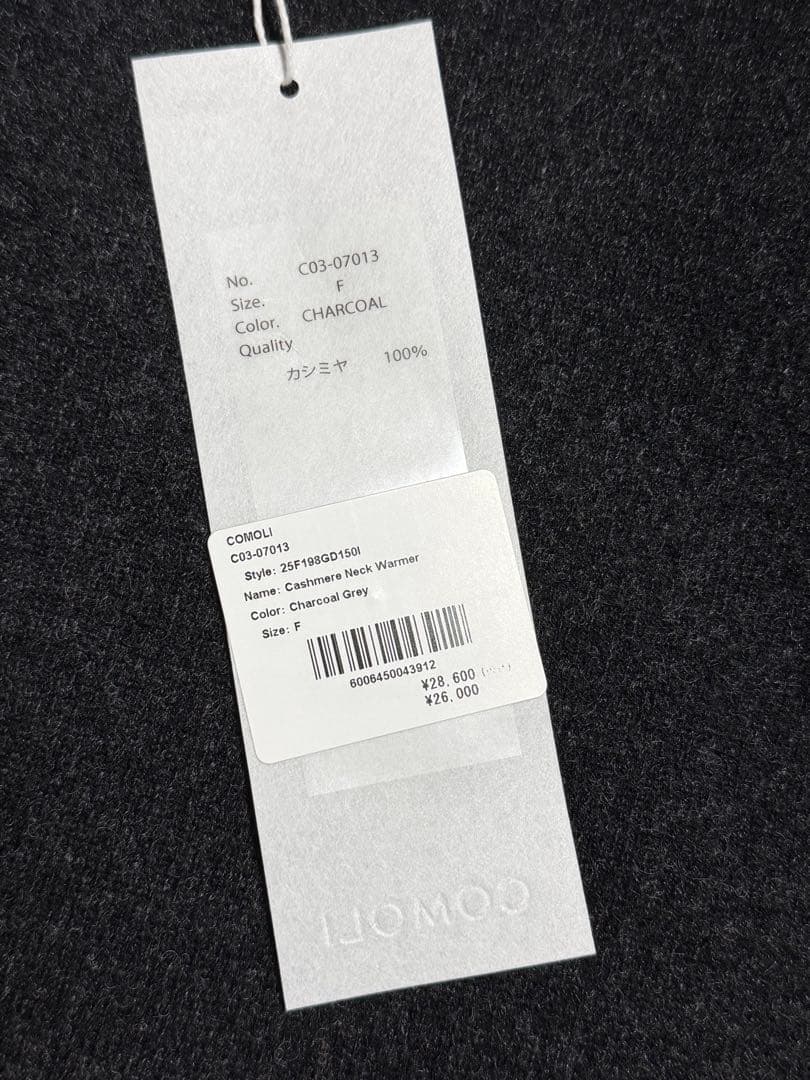 No. C03-07013
Size. F
Color. CHARCOAL
Quality
カシミヤ 100%
COMOLI
C03-07013
Style: 25F198GD150I
Name: Cashmere Neck Warmer
Color: Charcoal Grey
Size: F
6006450043912
¥28,600
¥26,000
COMOLI